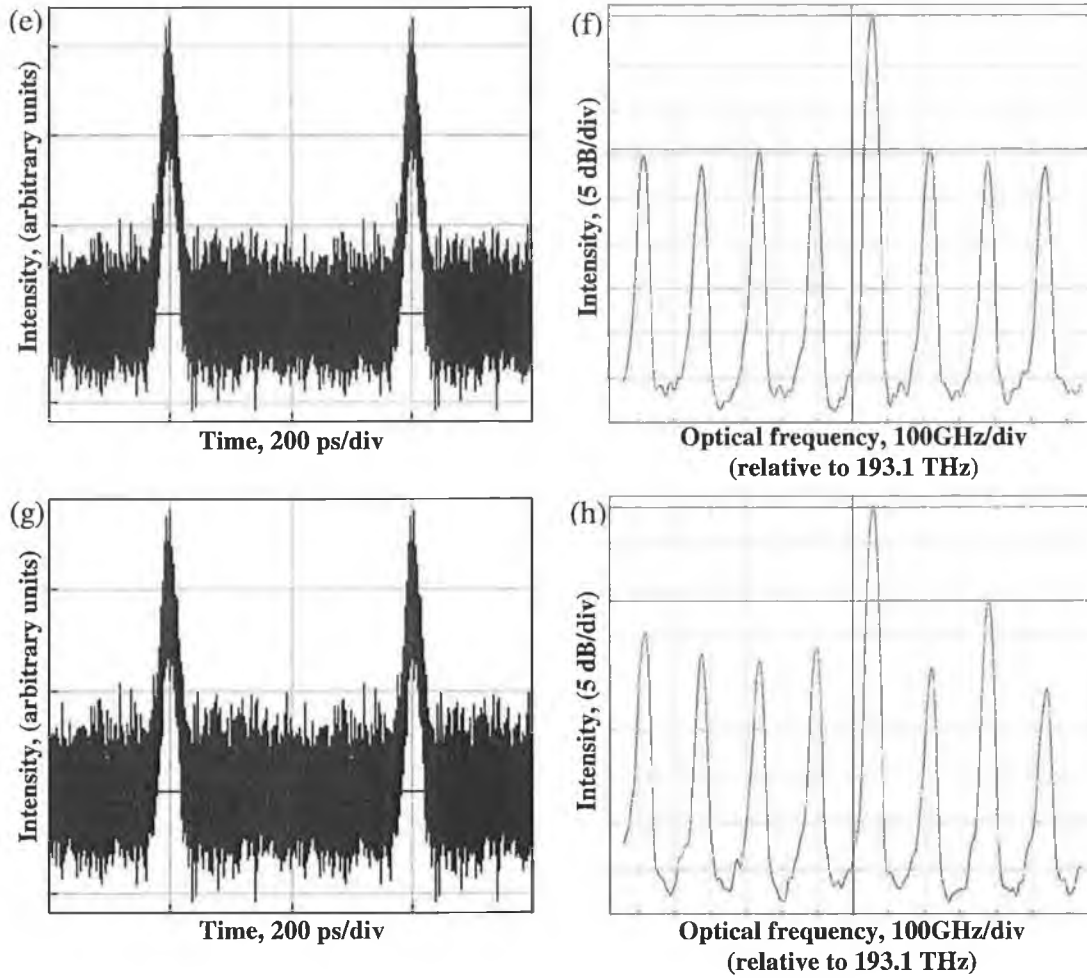 (e)
Intensity, (arbitrary units)
Time, 200 ps/div
(f)
Intensity, (5 dB/div)
Optical frequency, 100GHz/div
(relative to 193.1 THz)
(g)
Intensity, (arbitrary units)
Time, 200 ps/div
(h)
Intensity, (5 dB/div)
Optical frequency, 100GHz/div
(relative to 193.1 THz)